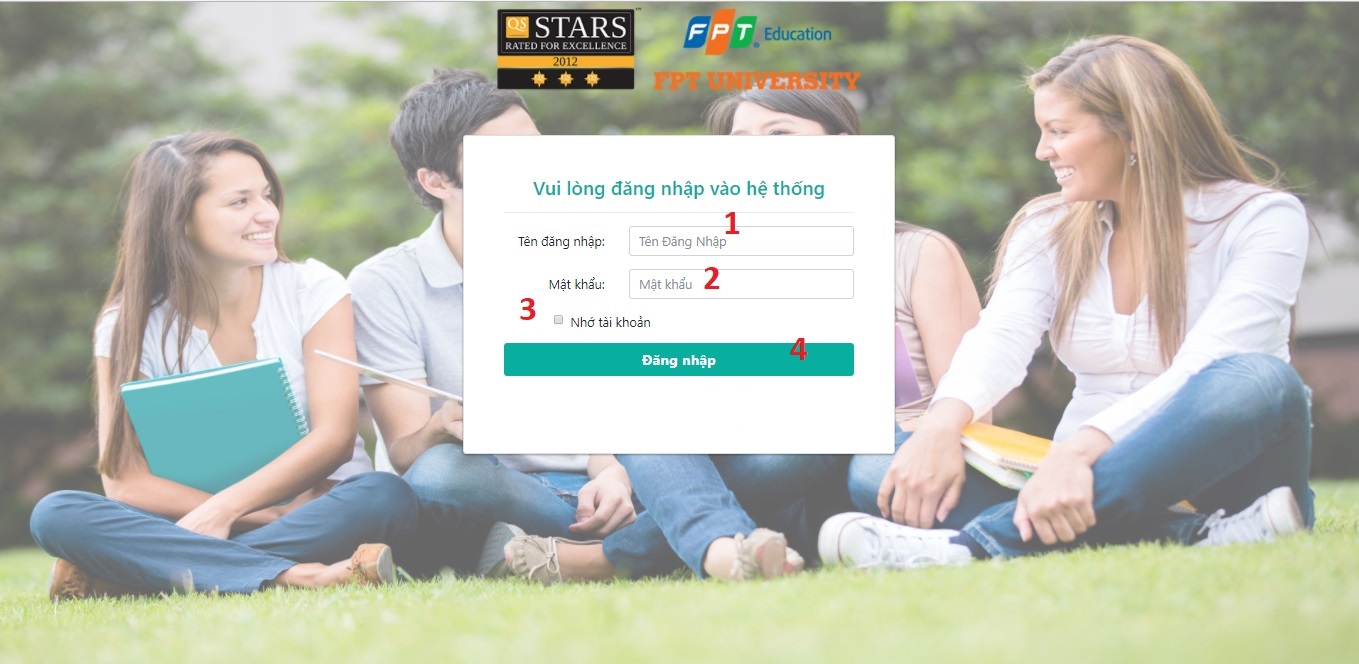 QS STARS™
RATED FOR EXCELLENCE
2012
FPT Education
FPT UNIVERSITY
Vui lòng đăng nhập vào hệ thống
1
Tên đăng nhập: Tên Đăng Nhập
2
Mật khẩu: Mật khẩu
3
Nhớ tài khoản
4
Đăng nhập